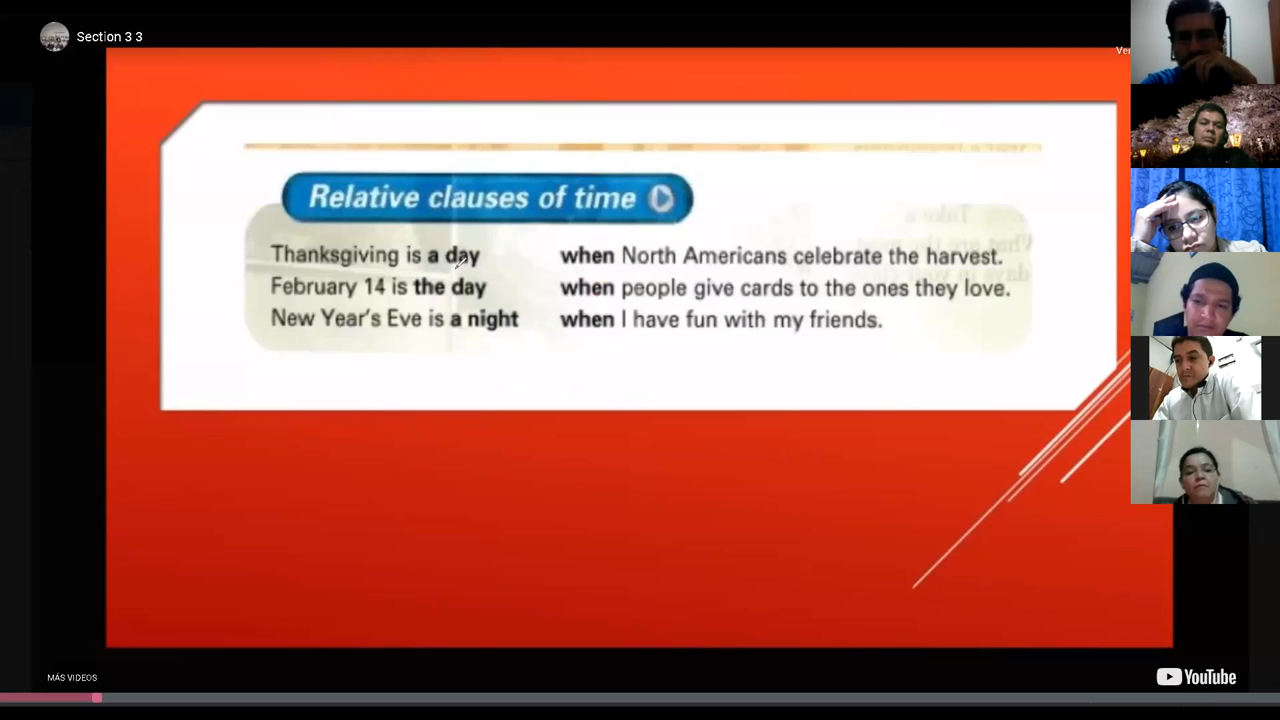 Section 3 3
Ver
Relative clauses of time
Thanksgiving is a day when North Americans celebrate the harvest.
February 14 is the day when people give cards to the ones they love.
New Year's Eve is a night when I have fun with my friends.
MÁS VIDEOS
YouTube